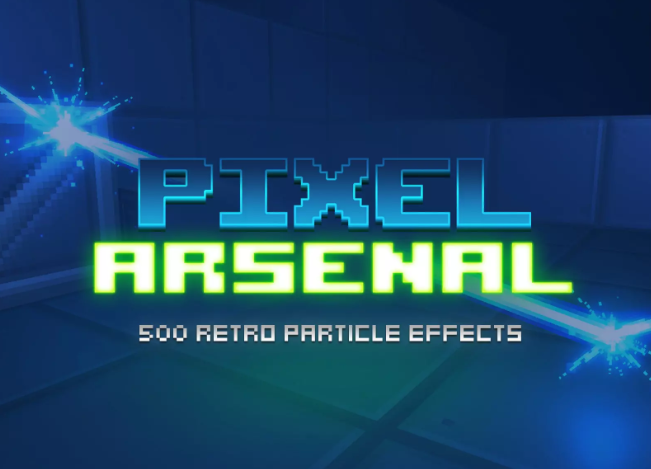 PIXEL
ARSENAL
500 RETRO PARTICLE EFFECTS